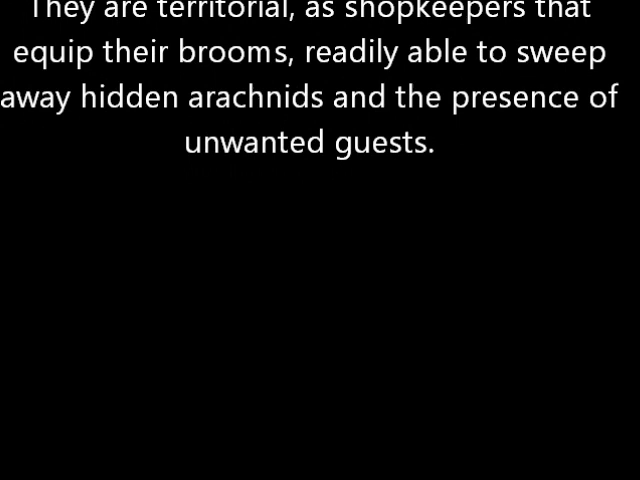 They are territorial, as shopkeepers that
equip their brooms, readily able to sweep
away hidden arachnids and the presence of
unwanted guests.